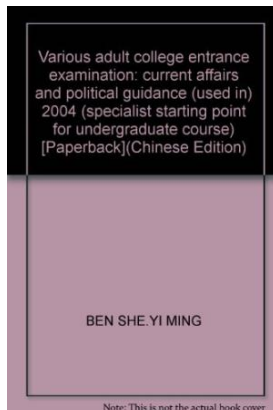 Various adult college entrance
examination: current affairs
and political guidance (used in)
2004 (specialist starting point
for undergraduate course)
[Paperback](Chinese Edition)
BEN SHE.YI MING
Note: This is not the actual book cover